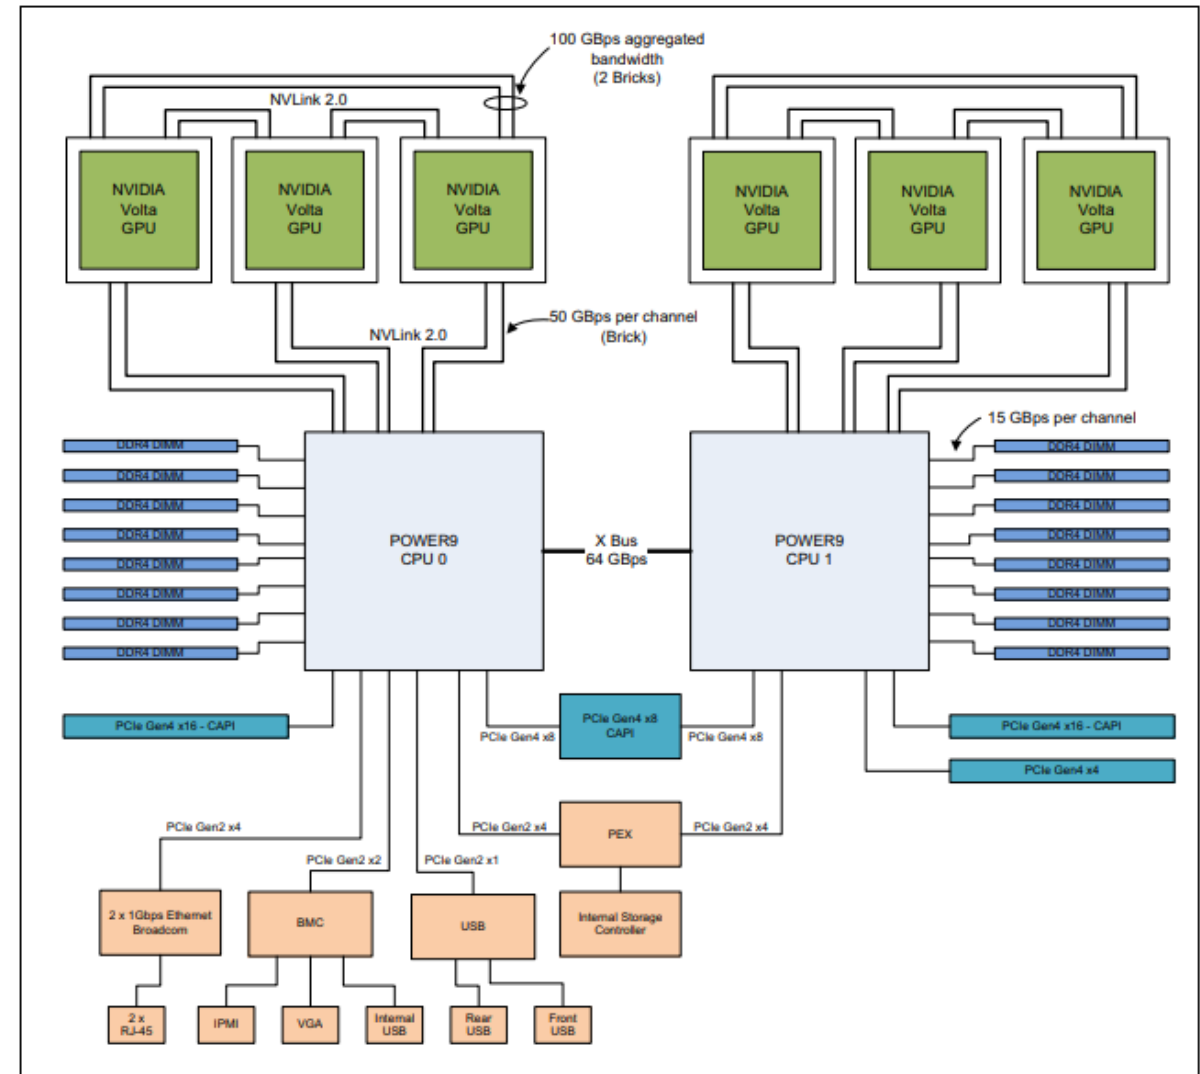 100 GBps aggregated
bandwidth
(2 Bricks)
NVLink 2.0
NVIDIA
Volta
GPU
NVIDIA
Volta
GPU
NVIDIA
Volta
GPU
NVIDIA
Volta
GPU
NVIDIA
Volta
GPU
NVIDIA
Volta
GPU
NVLink 2.0
50 GBps per channel
(Brick)
15 GBps per channel
DDR4 DIMM
DDR4 DIMM
DDR4 DIMM
DDR4 DIMM
DDR4 DIMM
DDR4 DIMM
DDR4 DIMM
DDR4 DIMM
POWER9
CPU 0
X Bus
64 GBps
POWER9
CPU 1
DDR4 DIMM
DDR4 DIMM
DDR4 DIMM
DDR4 DIMM
DDR4 DIMM
DDR4 DIMM
DDR4 DIMM
DDR4 DIMM
PCIe Gen4 x16 - CAPI
PCIe Gen4 x8
PCIe Gen4 x8
CAPI
PCIe Gen4 x8
PCIe Gen4 x16 - CAPI
PCIe Gen4 x4
PCIe Gen2 x4
PCIe Gen2 x4
PEX
PCIe Gen2 x4
PCIe Gen2 x2
PCIe Gen2 x1
2 x 1Gbps Ethernet
Broadcom
BMC
USB
Internal Storage
Controller
2 x
RJ-45
IPMI
VGA
Internal
USB
Rear
USB
Front
USB